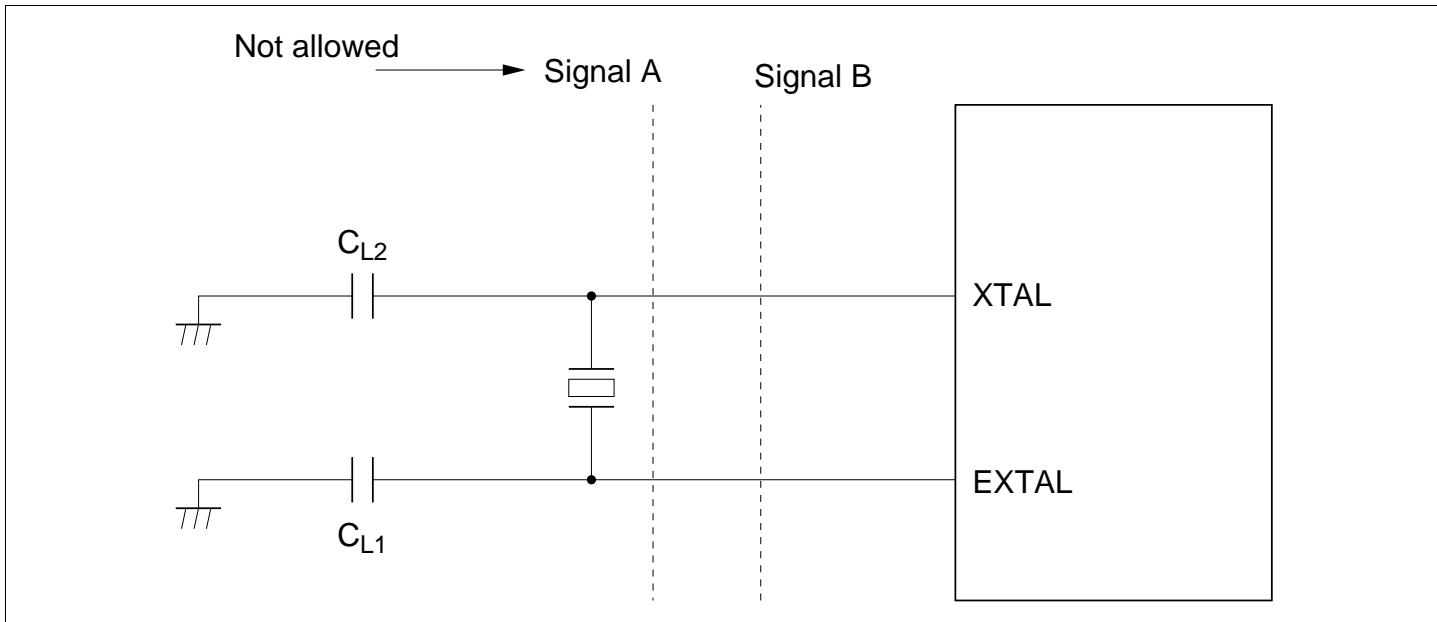 Not allowed
Signal A
Signal B
CL2
XTAL
EXTAL
CL1